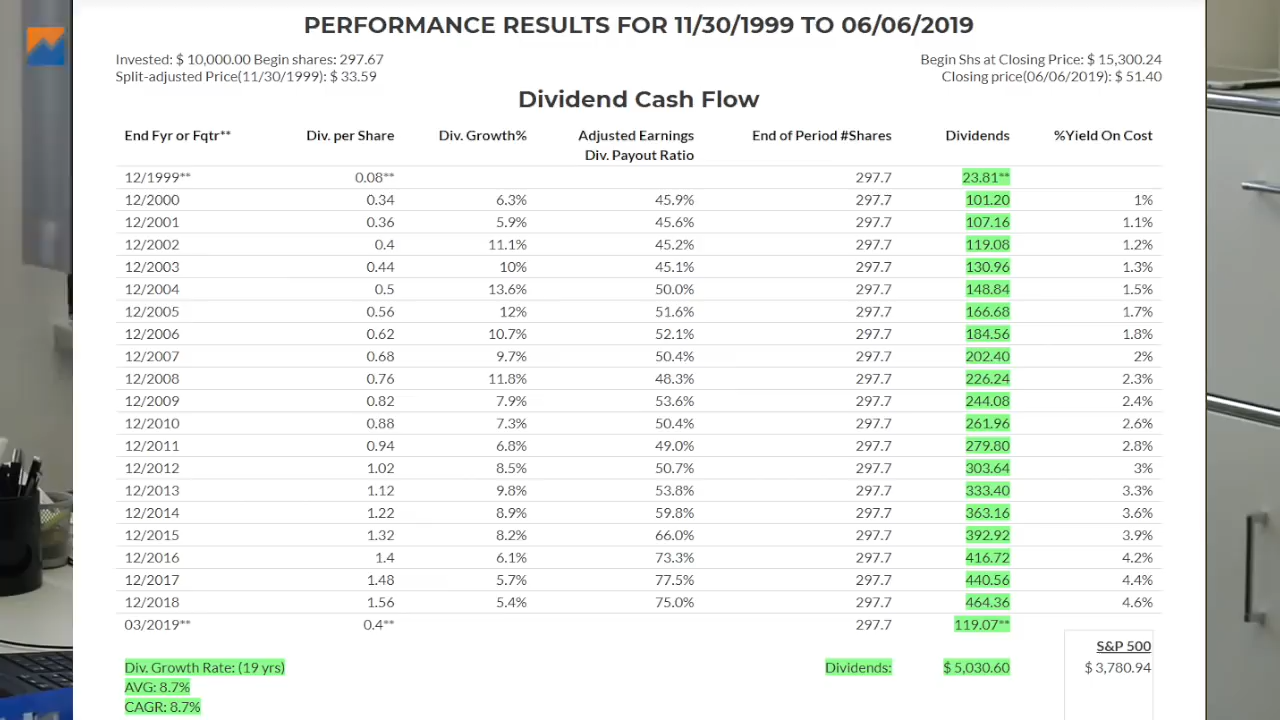 PERFORMANCE RESULTS FOR 11/30/1999 TO 06/06/2019
Invested: $ 10,000.00 Begin shares: 297.67 Begin Shs at Closing Price: $ 15,300.24
Split-adjusted Price(11/30/1999): $ 33.59 Closing price(06/06/2019): $ 51.40
Dividend Cash Flow
End Fyr or Fqtr** Div. per Share Div. Growth% Adjusted Earnings End of Period #Shares Dividends %Yield On Cost
Div. Payout Ratio
12/1999** 0.08** 297.7 23.81**
12/2000 0.34 6.3% 45.9% 297.7 101.20 1%
12/2001 0.36 5.9% 45.6% 297.7 107.16 1.1%
12/2002 0.4 11.1% 45.2% 297.7 119.08 1.2%
12/2003 0.44 10% 45.1% 297.7 130.96 1.3%
12/2004 0.5 13.6% 50.0% 297.7 148.84 1.5%
12/2005 0.56 12% 51.6% 297.7 166.68 1.7%
12/2006 0.62 10.7% 52.1% 297.7 184.56 1.8%
12/2007 0.68 9.7% 50.4% 297.7 202.40 2%
12/2008 0.76 11.8% 48.3% 297.7 226.24 2.3%
12/2009 0.82 7.9% 53.6% 297.7 244.08 2.4%
12/2010 0.88 7.3% 50.4% 297.7 261.96 2.6%
12/2011 0.94 6.8% 49.0% 297.7 279.80 2.8%
12/2012 1.02 8.5% 50.7% 297.7 303.64 3%
12/2013 1.12 9.8% 53.8% 297.7 333.40 3.3%
12/2014 1.22 8.9% 59.8% 297.7 363.16 3.6%
12/2015 1.32 8.2% 66.0% 297.7 392.92 3.9%
12/2016 1.4 6.1% 73.3% 297.7 416.72 4.2%
12/2017 1.48 5.7% 77.5% 297.7 440.56 4.4%
12/2018 1.56 5.4% 75.0% 297.7 464.36 4.6%
03/2019** 0.4** 297.7 119.07**
S&P 500
Div. Growth Rate: (19 yrs) Dividends: $ 5,030.60 $ 3,780.94
AVG: 8.7%
CAGR: 8.7%